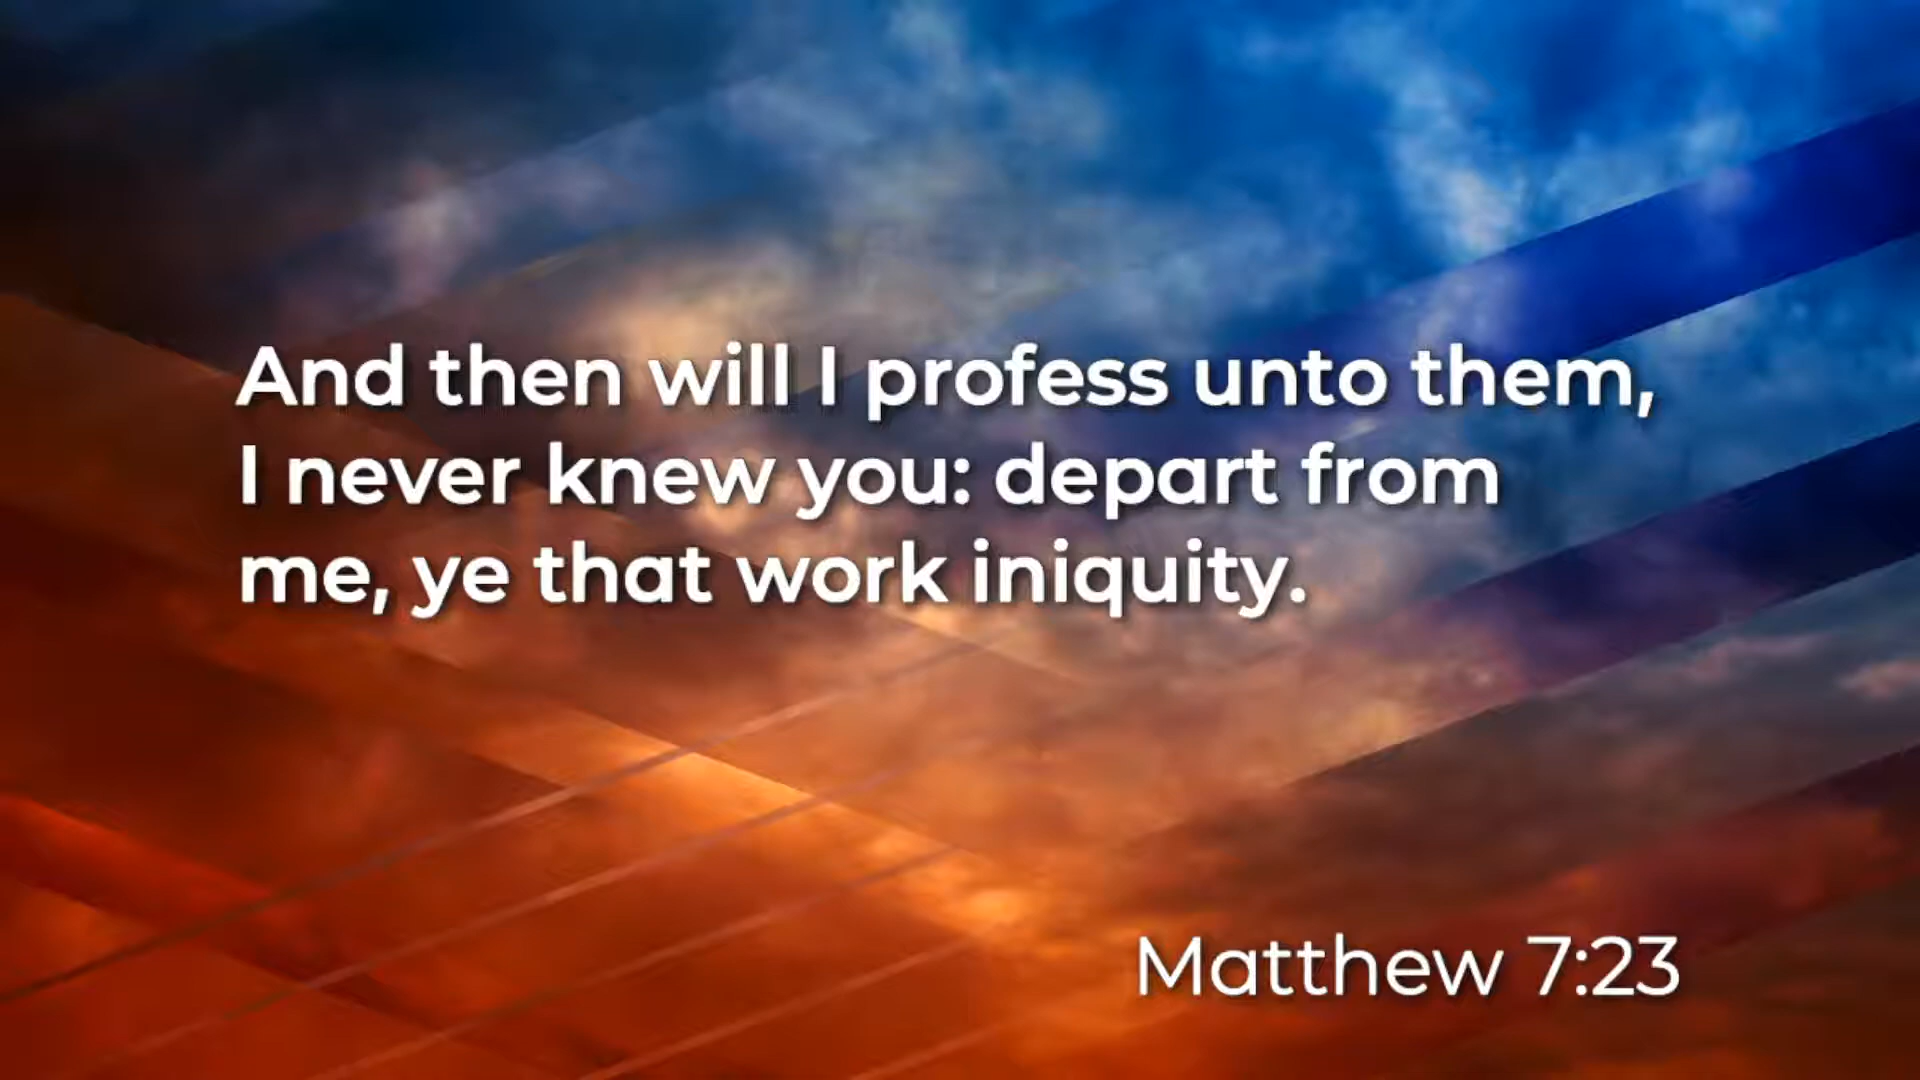 And then will I profess unto them,
I never knew you: depart from
me, ye that work iniquity.
Matthew 7:23